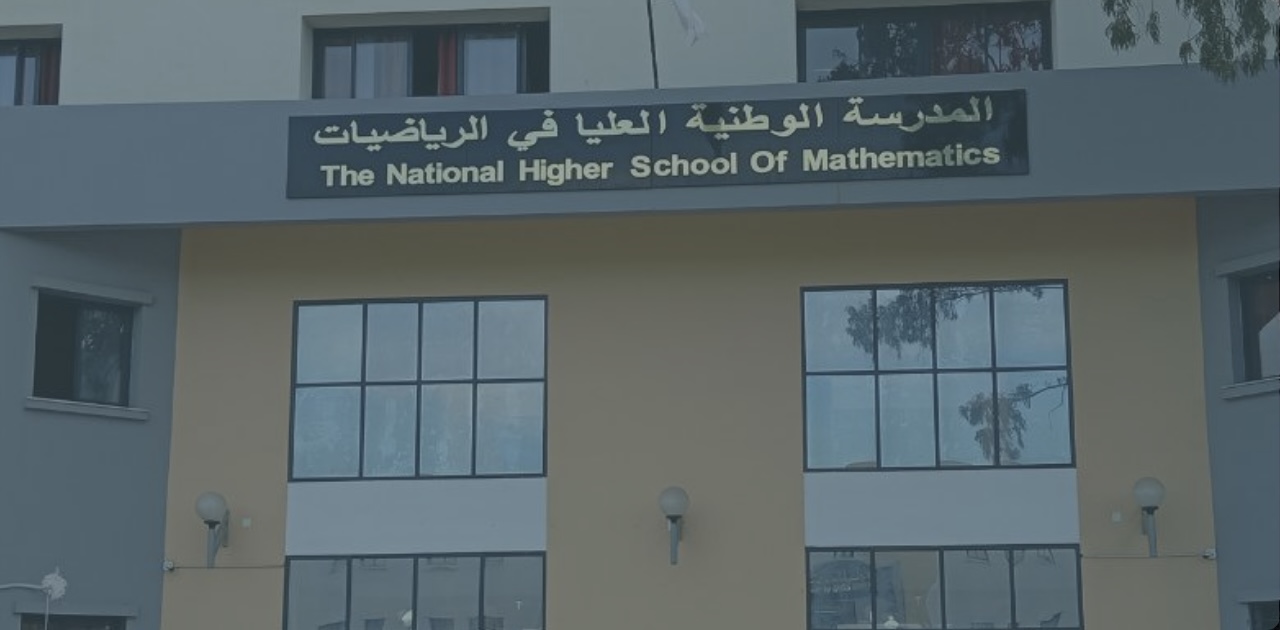 المدرسة الوطنية العليا في الرياضيات
The National Higher School Of Mathematics